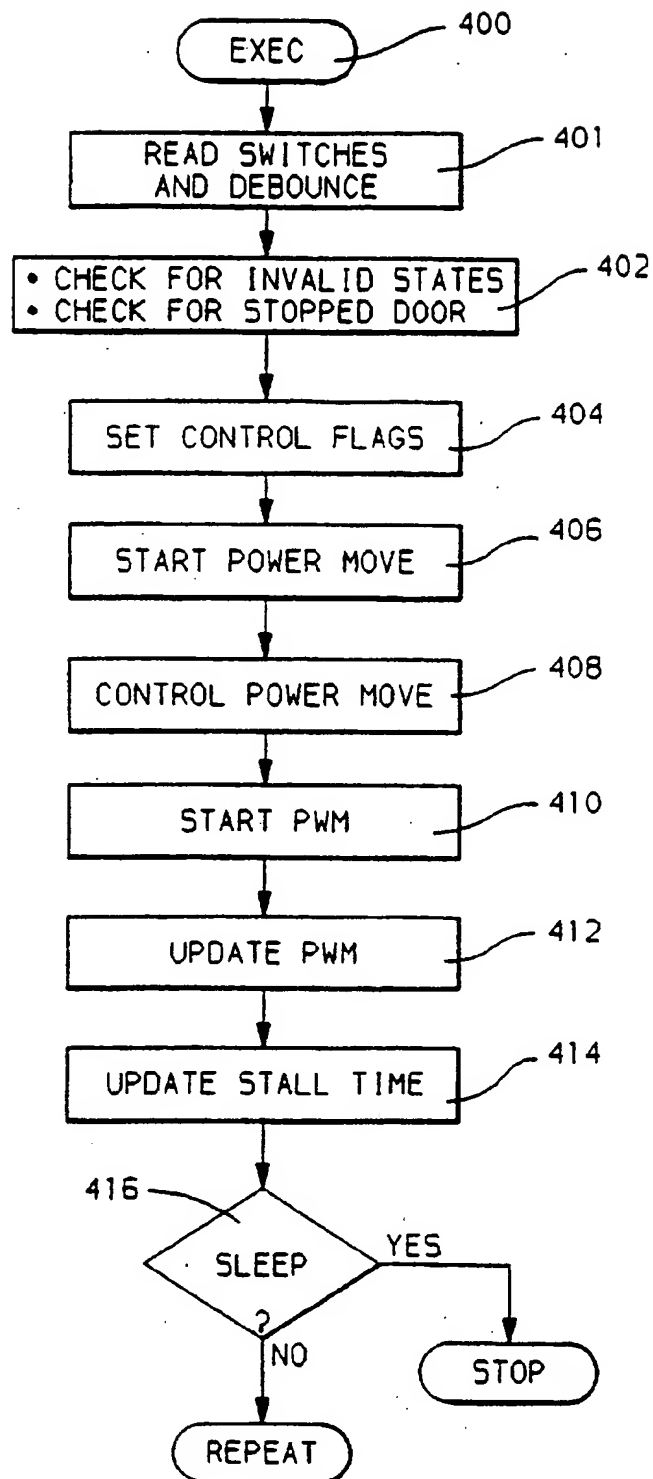 EXEC
400
READ SWITCHES
AND DEBOUNCE
401
• CHECK FOR INVALID STATES
• CHECK FOR STOPPED DOOR
402
SET CONTROL FLAGS
404
START POWER MOVE
406
CONTROL POWER MOVE
408
START PWM
410
UPDATE PWM
412
UPDATE STALL TIME
414
416
SLEEP
?
YES
NO
STOP
REPEAT